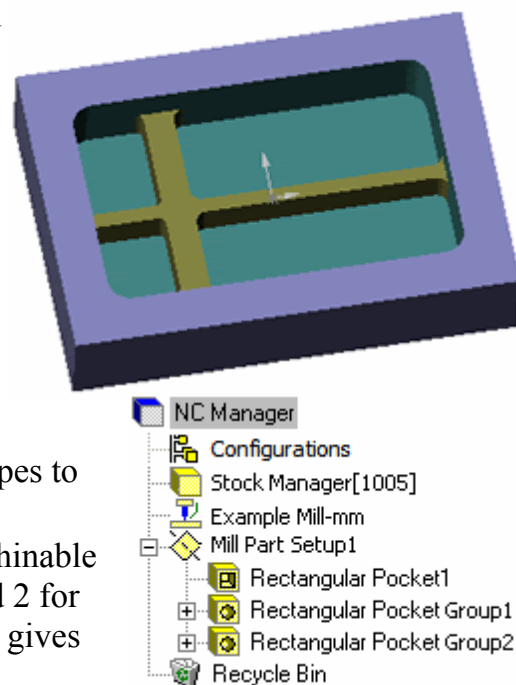 NC Manager
Configurations
Stock Manager[1005]
Example Mill-mm
Mill Part Setup1
Rectangular Pocket1
Rectangular Pocket Group1
Rectangular Pocket Group2
Recycle Bin
pes to
hinable
2 for
gives